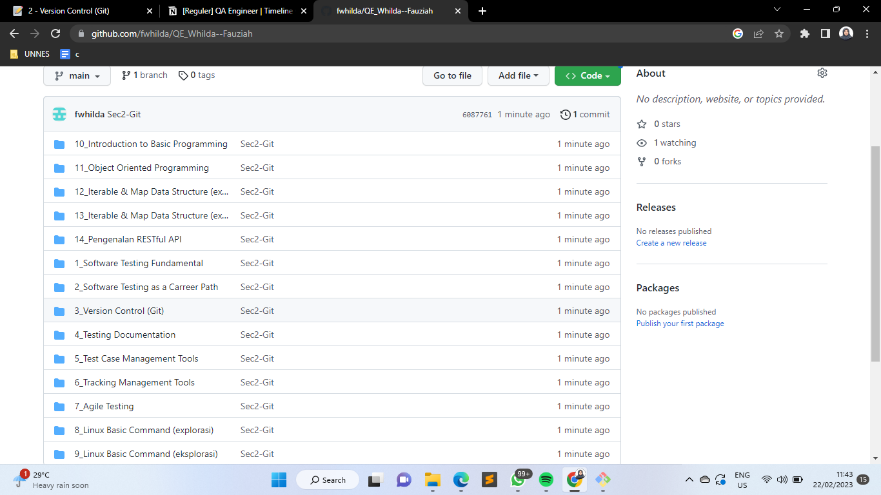 2 - Version Control (Git)
[Reguler] QA Engineer | Timeline
fwhilda/QE_Whilda--Fauziah
github.com/fwhilda/QE_Whilda--Fauziah
UNNES
c
main
1 branch
0 tags
Go to file
Add file
Code
About
No description, website, or topics provided.
fwhilda Sec2-Git
6087761 1 minute ago 1 commit
0 stars
1 watching
0 forks
10_Introduction to Basic Programming Sec2-Git 1 minute ago
11_Object Oriented Programming Sec2-Git 1 minute ago
12_Iterable & Map Data Structure (ex... Sec2-Git 1 minute ago
13_Iterable & Map Data Structure (ex... Sec2-Git 1 minute ago
14_Pengenalan RESTful API Sec2-Git 1 minute ago
1_Software Testing Fundamental Sec2-Git 1 minute ago
2_Software Testing as a Carreer Path Sec2-Git 1 minute ago
3_Version Control (Git) Sec2-Git 1 minute ago
4_Testing Documentation Sec2-Git 1 minute ago
5_Test Case Management Tools Sec2-Git 1 minute ago
6_Tracking Management Tools Sec2-Git 1 minute ago
7_Agile Testing Sec2-Git 1 minute ago
8_Linux Basic Command (explorasi) Sec2-Git 1 minute ago
9_Linux Basic Command (eksplorasi) Sec2-Git 1 minute ago
Releases
No releases published
Create a new release
Packages
No packages published
Publish your first package
1
29°C
Heavy rain soon
Search
99+
ENG
US
11:43
22/02/2023
15